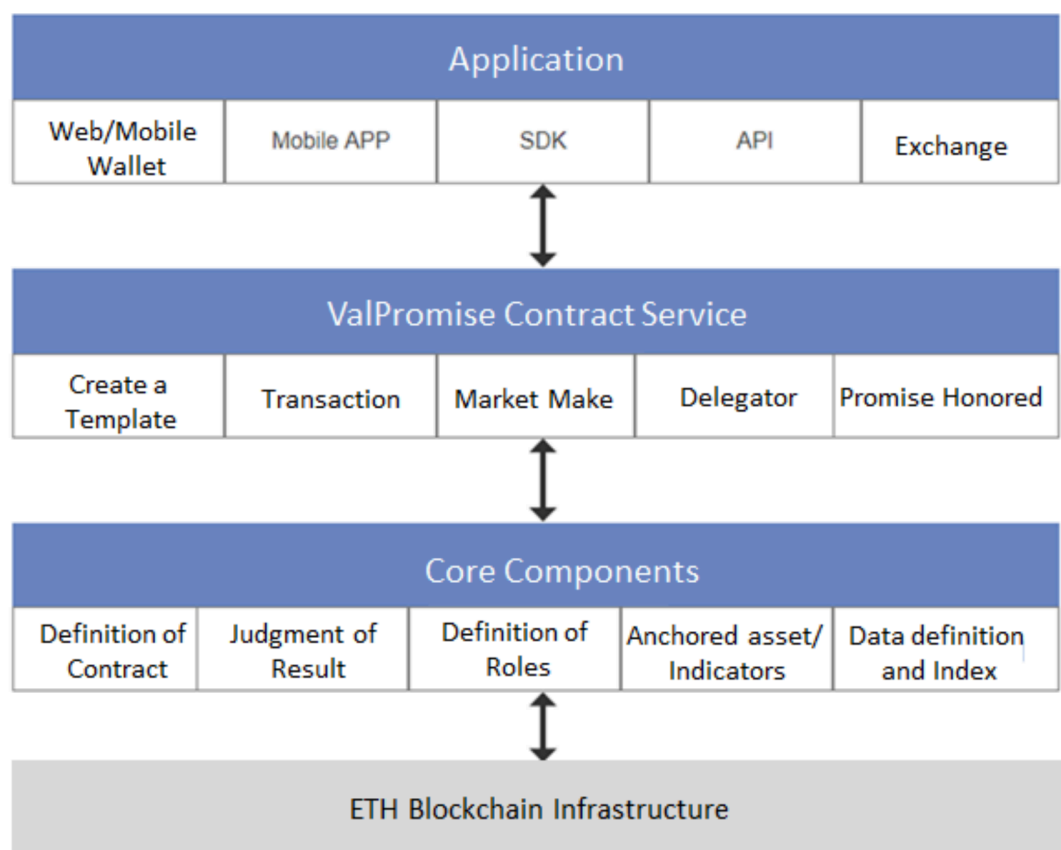 Application
Web/Mobile
Wallet
Mobile APP
SDK
API
Exchange
ValPromise Contract Service
Create a
Template
Transaction
Market Make
Delegator
Promise Honored
Core Components
Definition of
Contract
Judgment of
Result
Definition of
Roles
Anchored asset/
Indicators
Data definition
and Index
ETH Blockchain Infrastructure